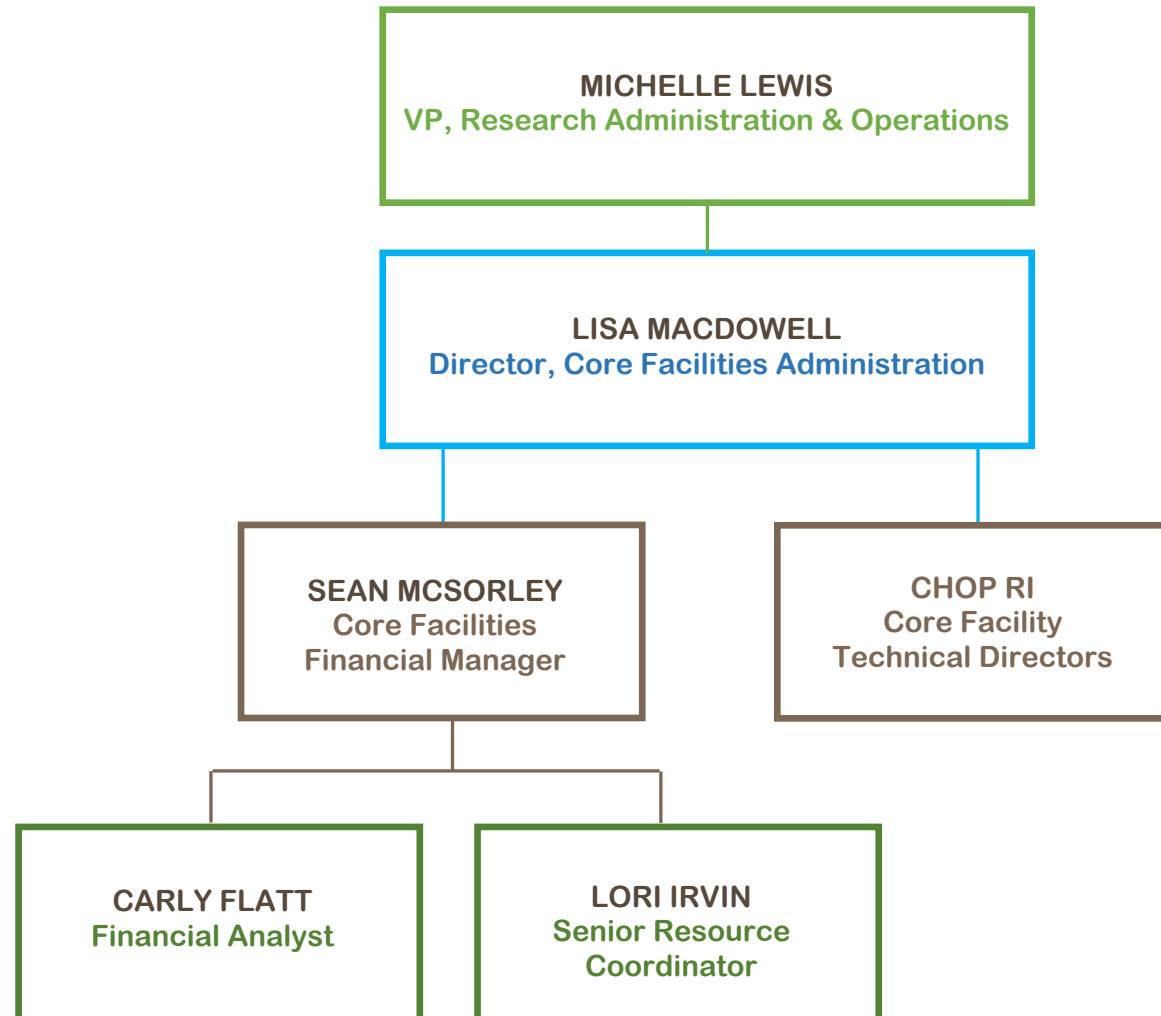 MICHELLE LEWIS
VP, Research Administration & Operations
LISA MACDOWELL
Director, Core Facilities Administration
SEAN MCSORLEY
Core Facilities
Financial Manager
CHOP RI
Core Facility
Technical Directors
CARLY FLATT
Financial Analyst
LORI IRVIN
Senior Resource
Coordinator